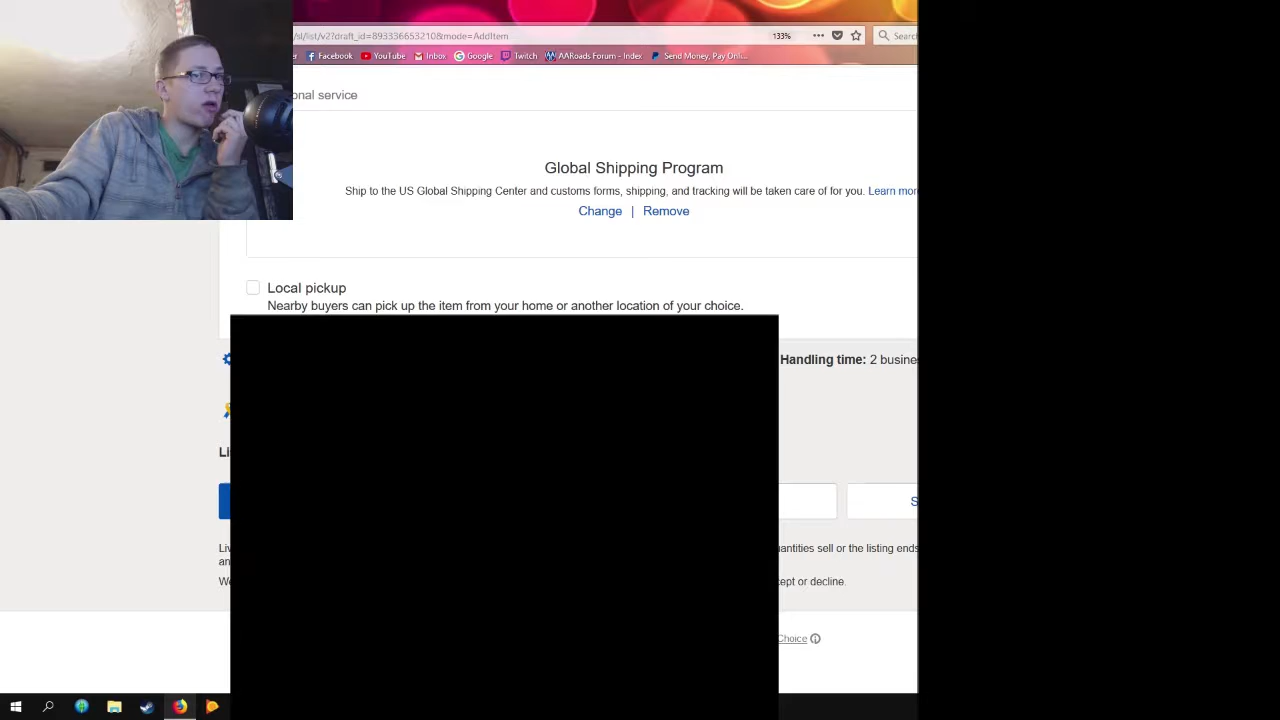 /sl/list/v2?draft_id=893336653210&mode=AddItem 133% Search
Facebook YouTube Inbox Google Twitch AARoads Forum - Index Send Money, Pay Onli...
onal service
Global Shipping Program
Ship to the US Global Shipping Center and customs forms, shipping, and tracking will be taken care of for you. Learn mor
Change | Remove
Local pickup
Nearby buyers can pick up the item from your home or another location of your choice.
Handling time: 2 busine
Li
S
Liv antities sell or the listing ends
an
We ept or decline.
Choice